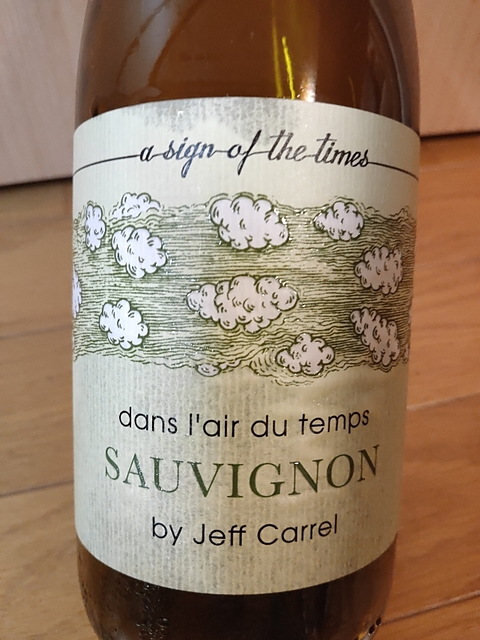 a sign of the times
dans l'air du temps
SAUVIGNON
by Jeff Carrel